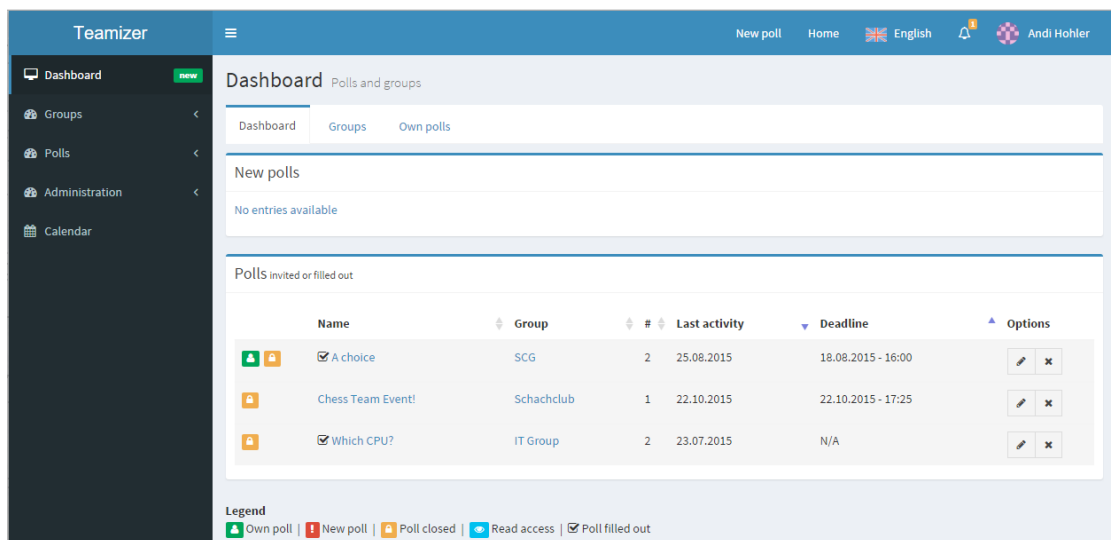 Teamizer
New poll Home English 1 Andi Hohler
Dashboard new
Groups
Polls
Administration
Calendar
Dashboard Polls and groups
Dashboard Groups Own polls
New polls
No entries available
Polls invited or filled out
Name Group # Last activity Deadline Options
A choice SCG 2 25.08.2015 18.08.2015 - 16:00
Chess Team Event! Schachclub 1 22.10.2015 22.10.2015 - 17:25
Which CPU? IT Group 2 23.07.2015 N/A
Legend
Own poll | New poll | Poll closed | Read access | Poll filled out